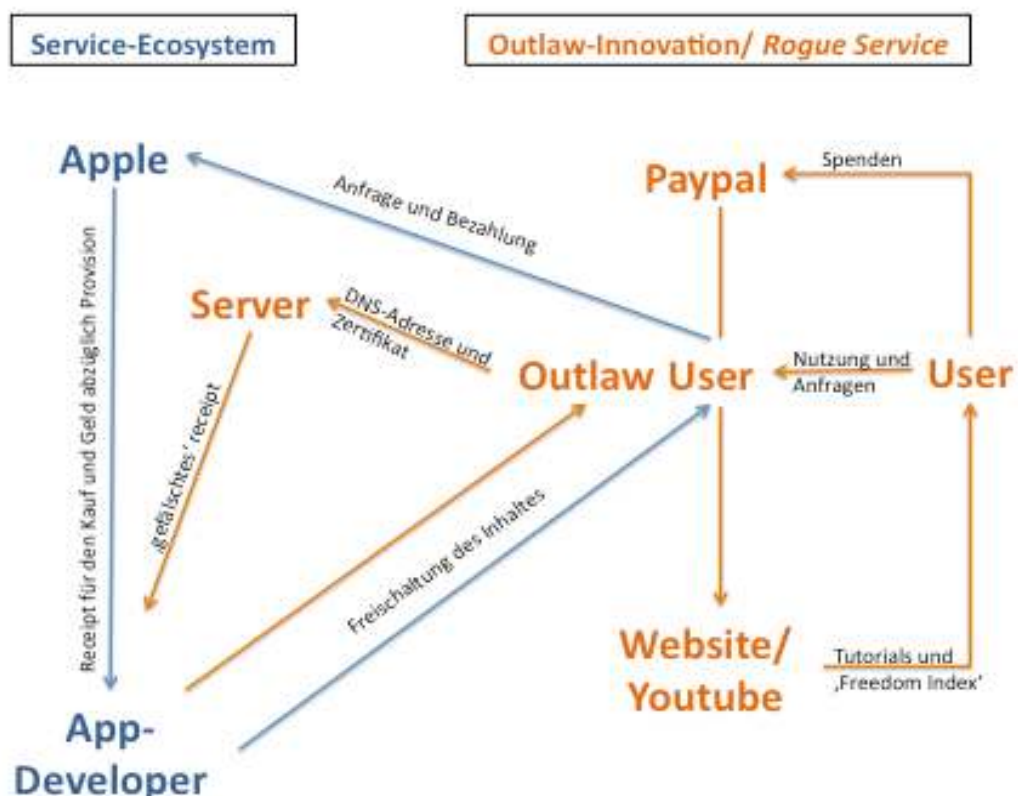 Service-Ecosystem
Outlaw-Innovation/ Rogue Service
Apple
Anfrage und Bezahlung
Paypal
Spenden
Receipt für den Kauf und Geld abzüglich Provision
Server
DNS-Adresse und
Zertifikat
Outlaw User
Nutzung und
Anfragen
User
‚gefälschtes‘ receipt
Freischaltung des Inhaltes
Website/
Youtube
Tutorials und
‚Freedom Index‘
App-
Developer